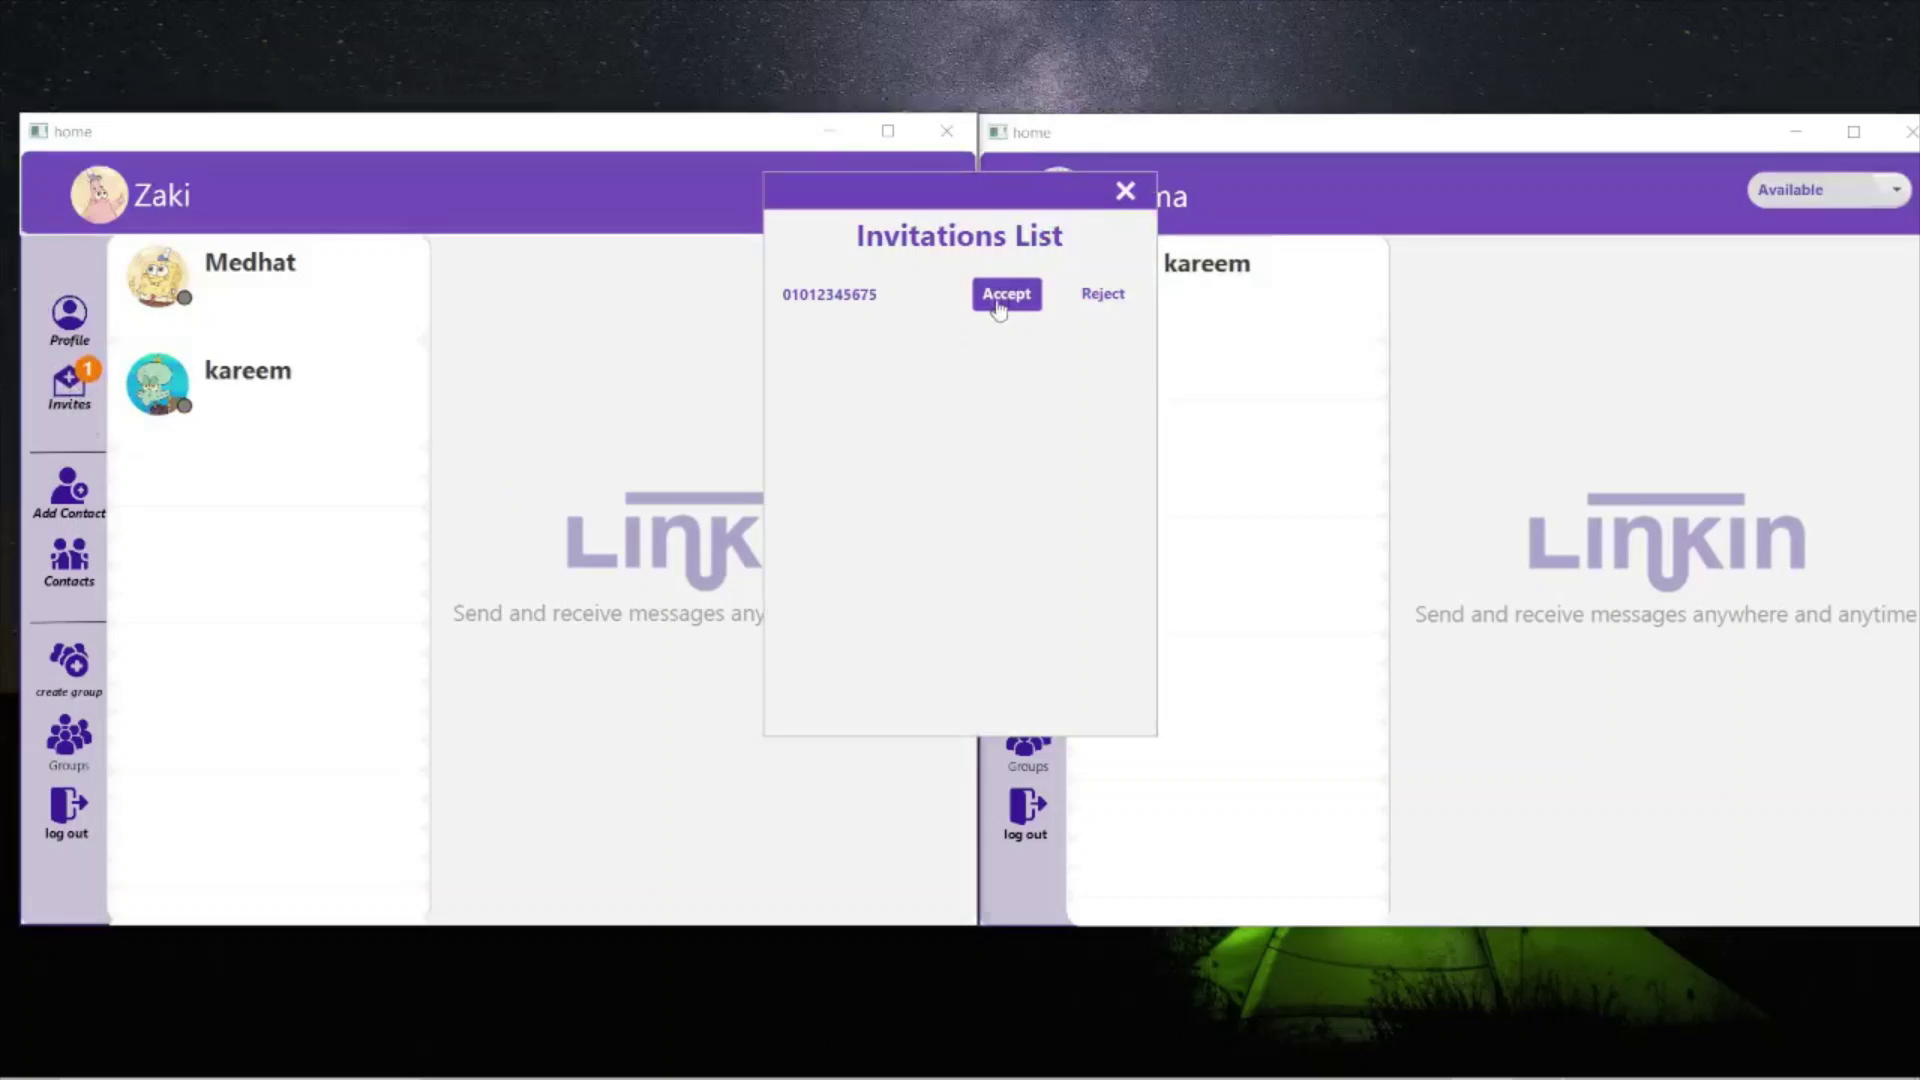 home
Zaki
Medhat
kareem
Profile
1
Invites
Add Contact
Contacts
create group
Groups
log out
Link
Send and receive messages any
Invitations List
01012345675
Accept
Reject
home
na
Available
kareem
Groups
log out
Linkin
Send and receive messages anywhere and anytime